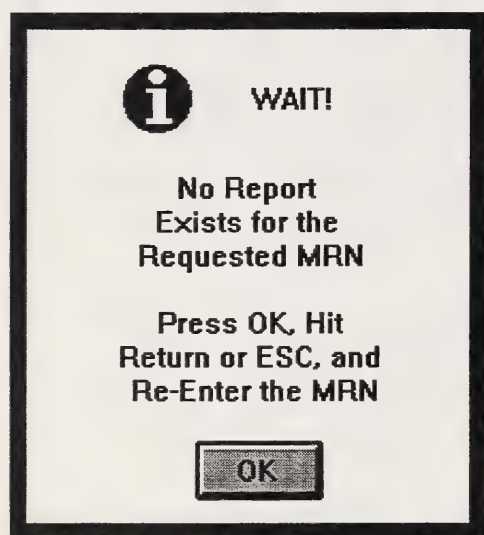 WAIT!
No Report
Exists for the
Requested MRN
Press OK, Hit
Return or ESC, and
Re-Enter the MRN
OK